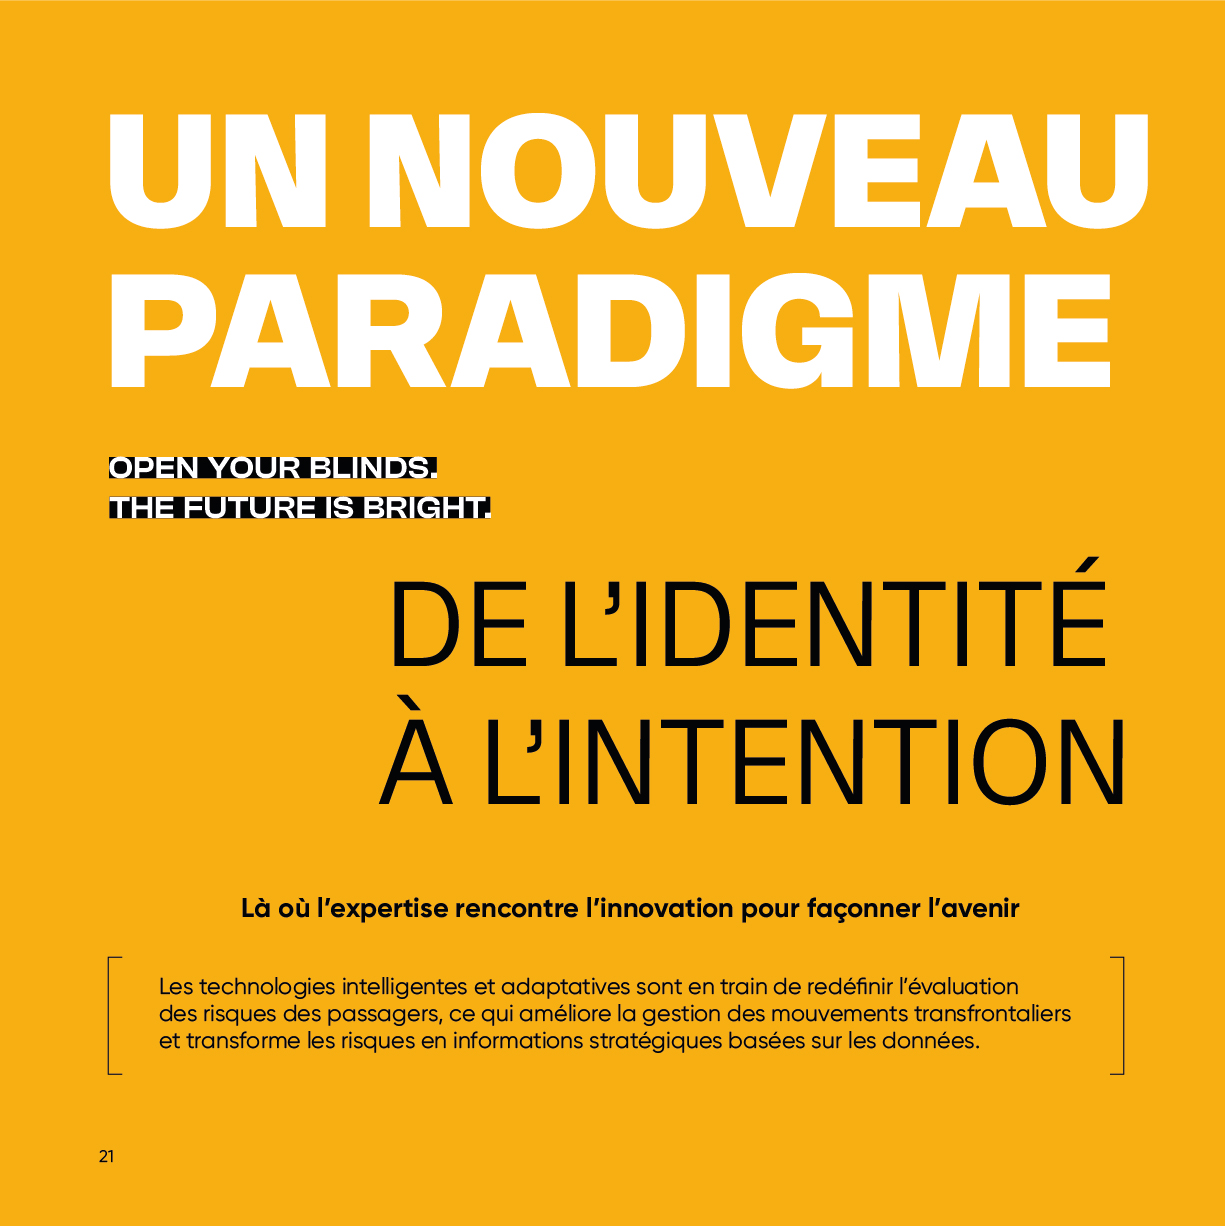 UN NOUVEAU
PARADIGME
OPEN YOUR BLINDS.
THE FUTURE IS BRIGHT.
DE L’IDENTITÉ
À L’INTENTION
Là où l’expertise rencontre l’innovation pour façonner l’avenir
Les technologies intelligentes et adaptatives sont en train de redéfinir l’évaluation
des risques des passagers, ce qui améliore la gestion des mouvements transfrontaliers
et transforme les risques en informations stratégiques basées sur les données.
21